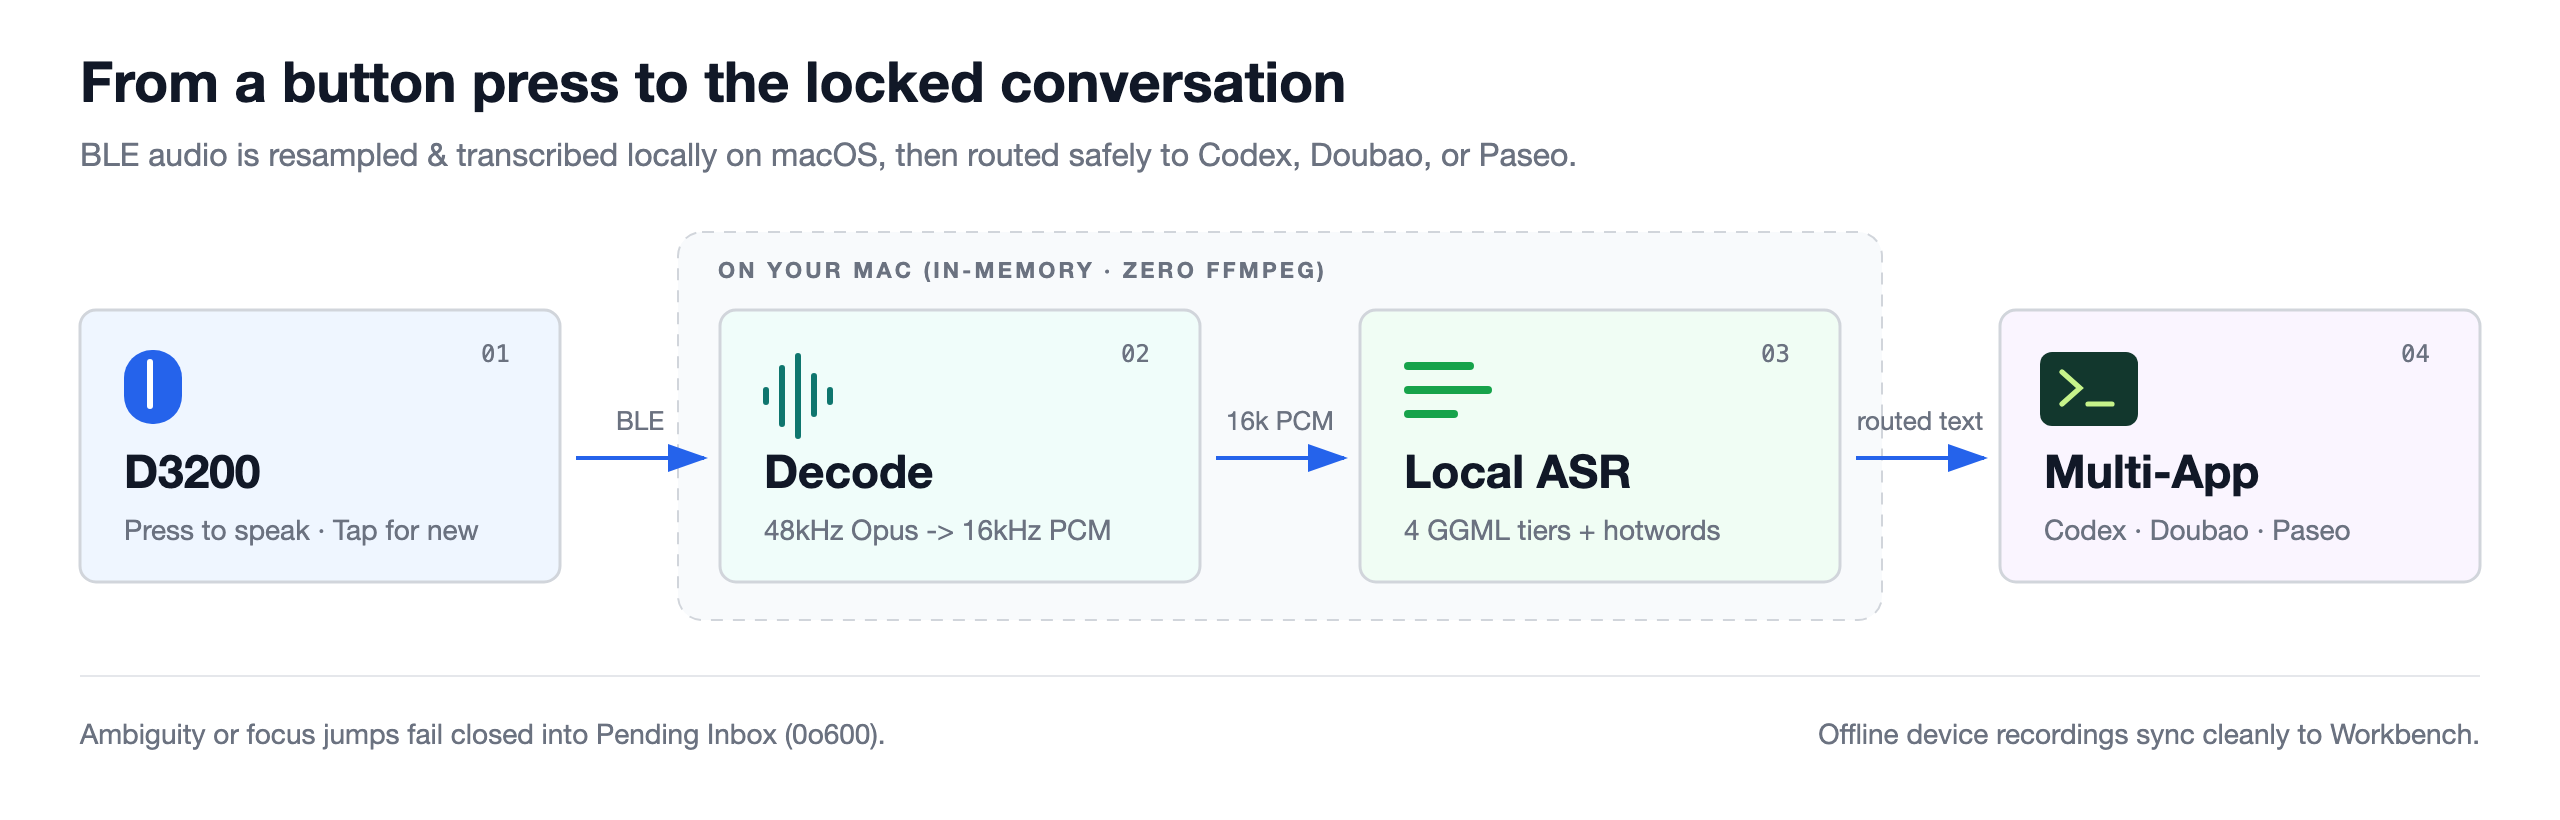 From a button press to the locked conversation
BLE audio is resampled & transcribed locally on macOS, then routed safely to Codex, Doubao, or Paseo.
ON YOUR MAC (IN-MEMORY · ZERO FFMPEG)
01
D3200
Press to speak · Tap for new
BLE
02
Decode
48kHz Opus -> 16kHz PCM
16k PCM
03
Local ASR
4 GGML tiers + hotwords
routed text
04
>_
Multi-App
Codex · Doubao · Paseo
Ambiguity or focus jumps fail closed into Pending Inbox (0o600).
Offline device recordings sync cleanly to Workbench.